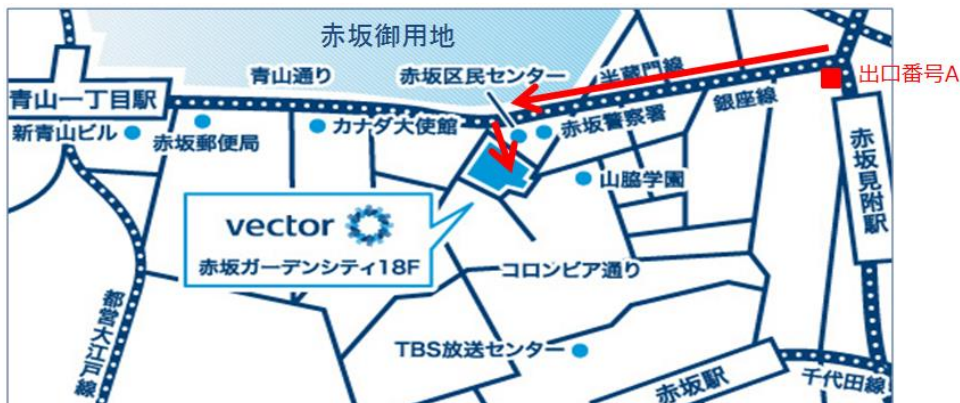 赤坂御用地
青山通り
赤坂区民センター
半蔵門線
出口番号A
青山一丁目駅
銀座線
新青山ビル
赤坂郵便局
カナダ大使館
赤坂警察署
赤坂見附駅
山脇学園
vector
赤坂ガーデンシティ18F
コロンビア通り
都営大江戸線
TBS放送センター
赤坂駅
千代田線